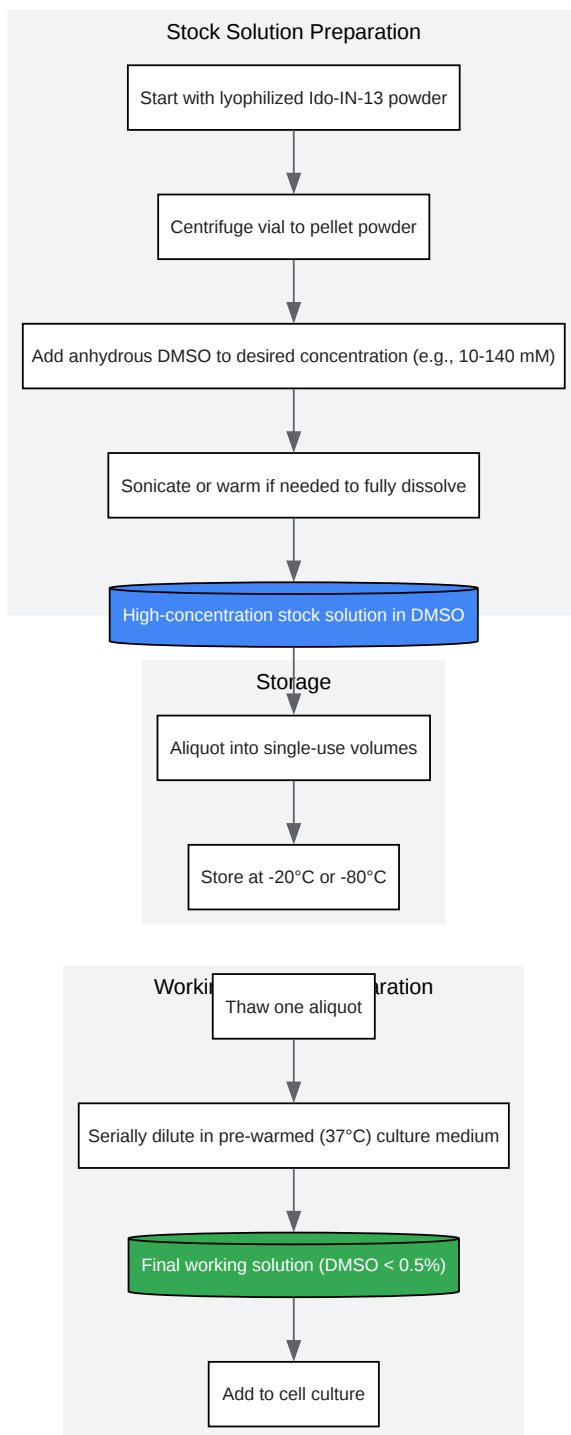 Stock Solution Preparation
Start with lyophilized Ido-IN-13 powder
Centrifuge vial to pellet powder
Add anhydrous DMSO to desired concentration (e.g., 10-140 mM)
Sonicate or warm if needed to fully dissolve
High-concentration stock solution in DMSO
Storage
Aliquot into single-use volumes
Store at -20°C or -80°C
Thaw one aliquot
Serially dilute in pre-warmed (37°C) culture medium
Final working solution (DMSO < 0.5%)
Add to cell culture